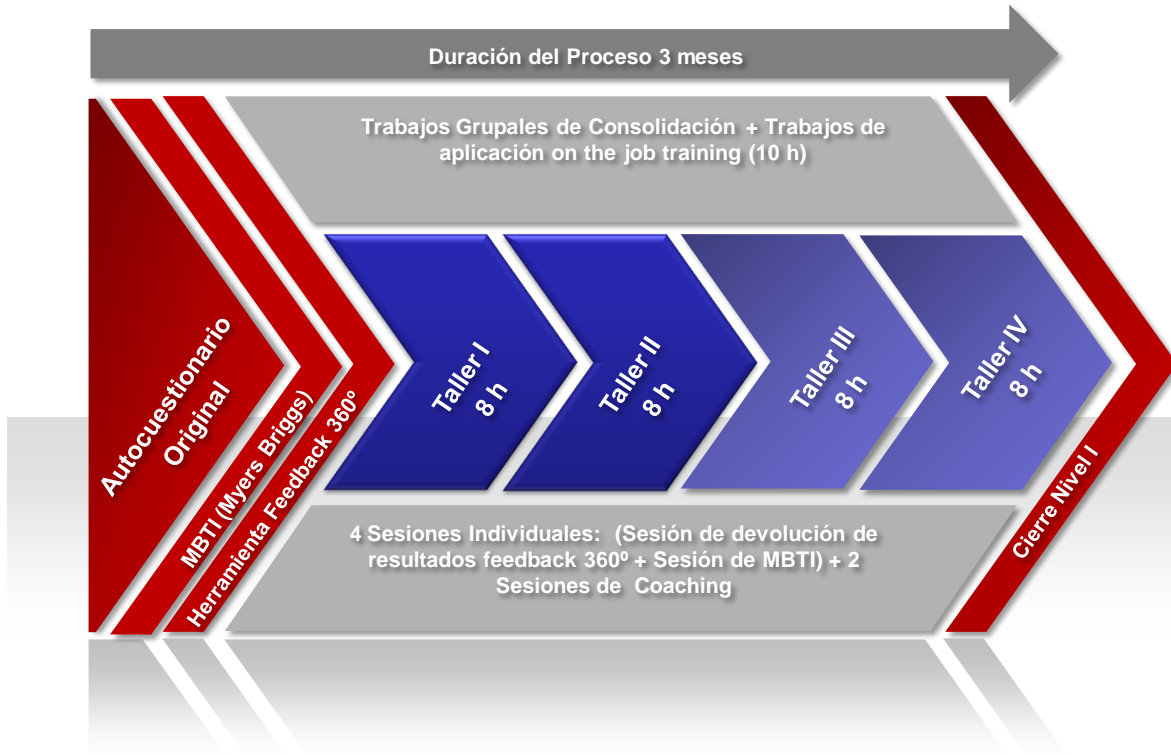 Duración del Proceso 3 meses
Trabajos Grupales de Consolidación + Trabajos de
aplicación on the job training (10 h)
Autocuestionario
Original
MBTI (Myers Briggs)
Herramienta Feedback 360º
Taller I
8 h
Taller II
8 h
Taller III
8 h
Taller IV
8 h
4 Sesiones Individuales: (Sesión de devolución de
resultados feedback 360º + Sesión de MBTI) + 2
Sesiones de Coaching
Cierre Nivel I